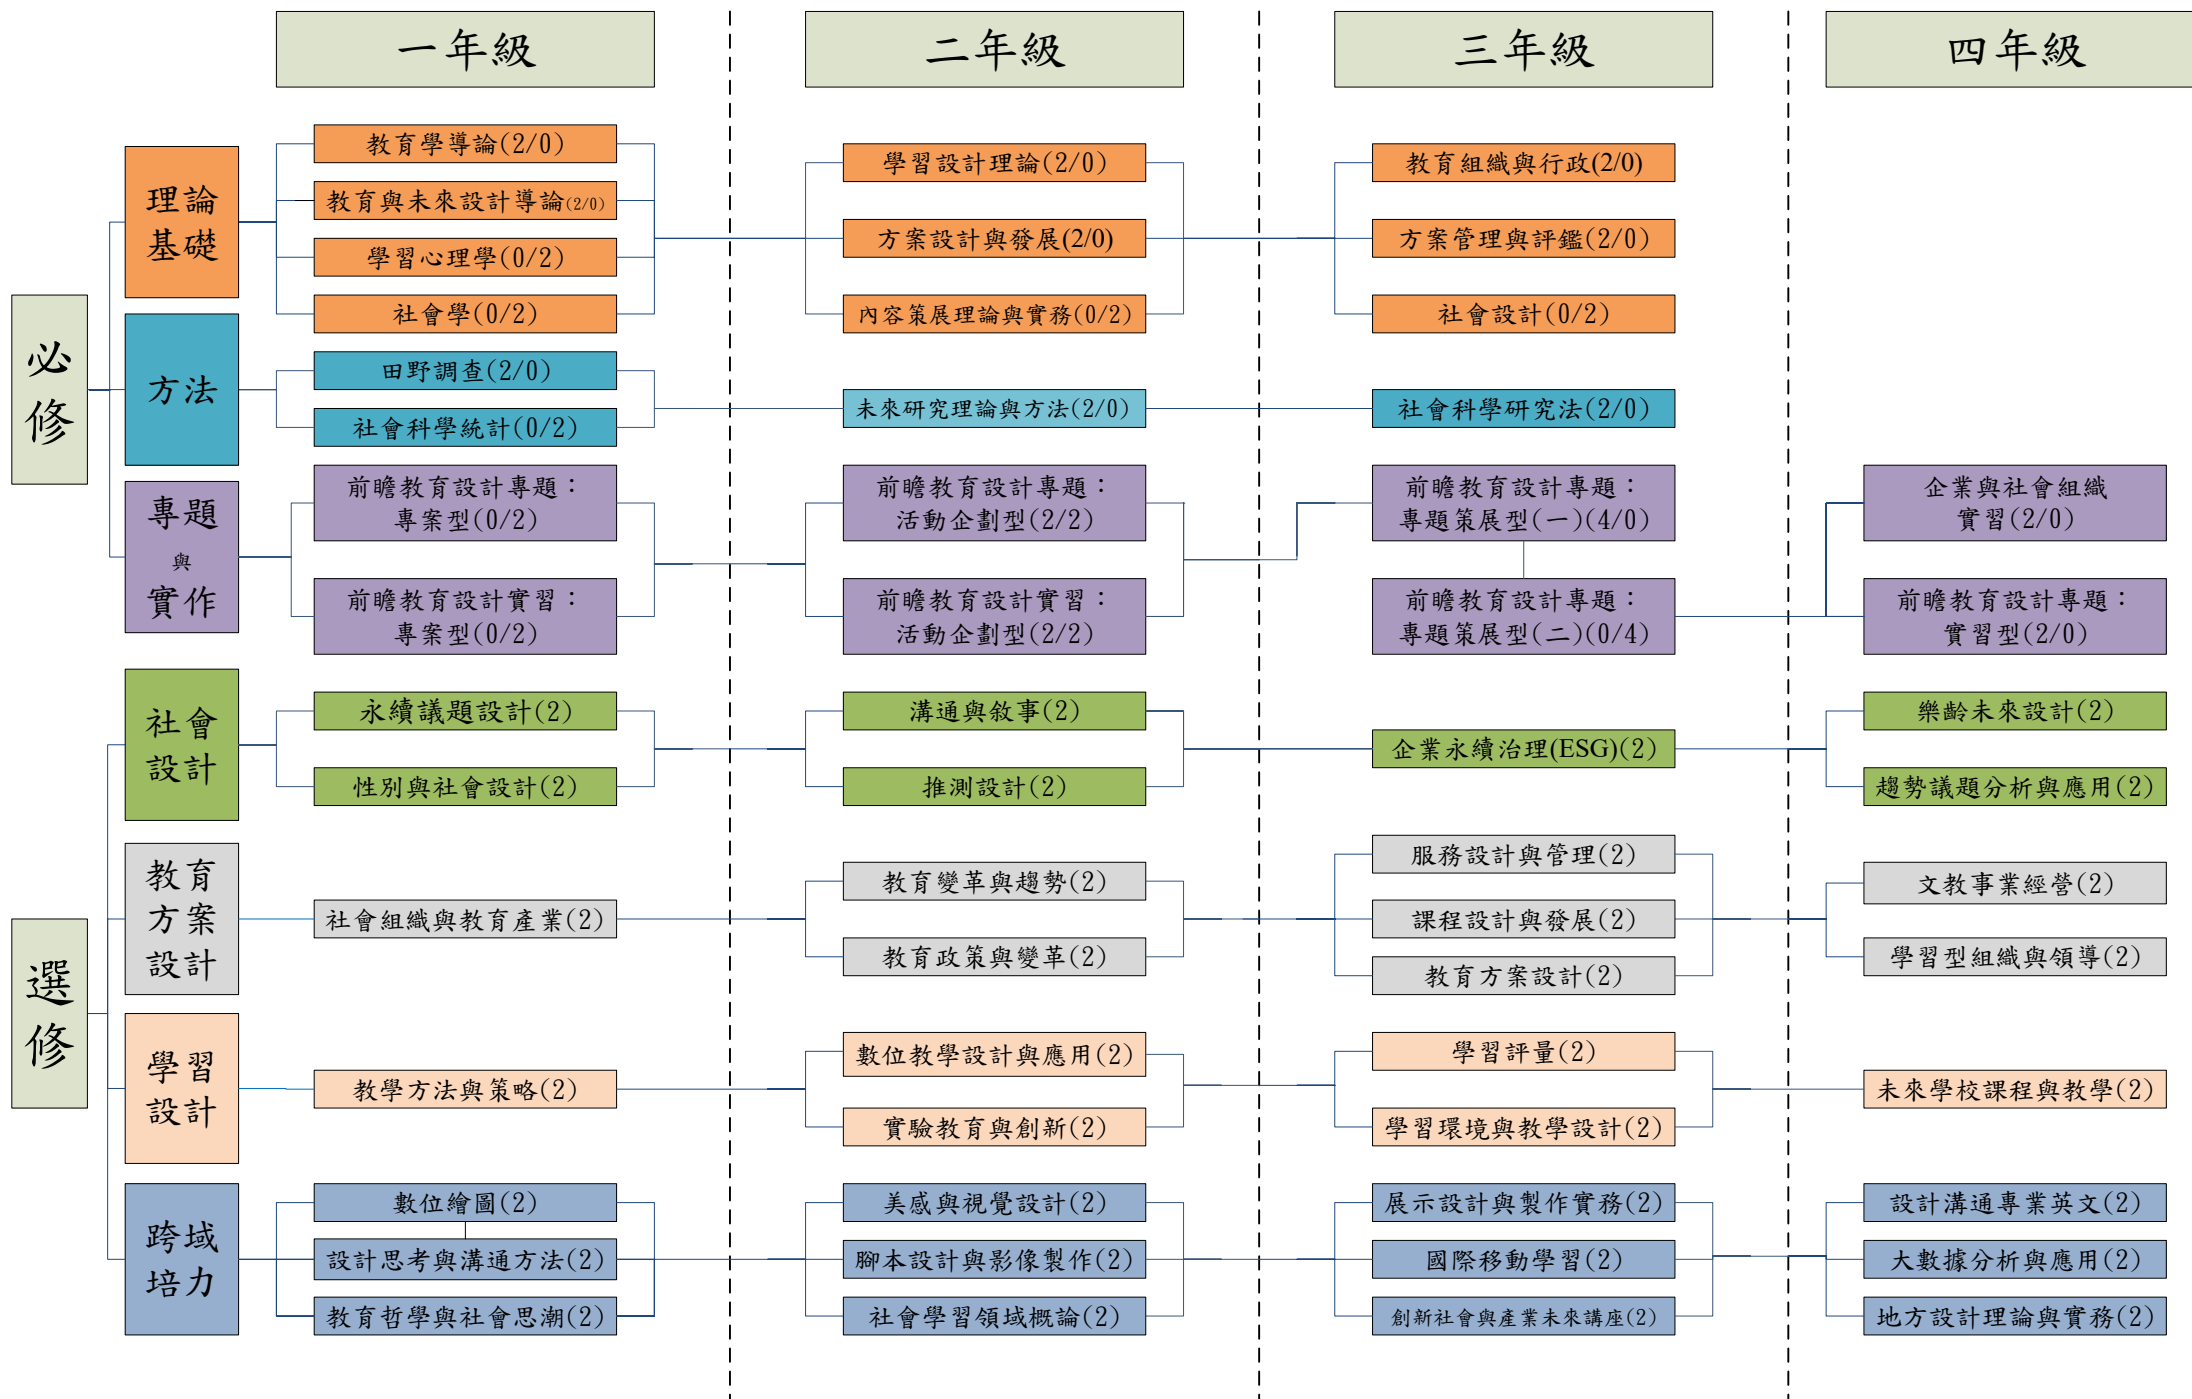 一年級
二年級
三年級
四年級
必
修
理論
基礎
教育學導論(2/0)
教育與未來設計導論(2/0)
學習心理學(0/2)
社會學(0/2)
學習設計理論(2/0)
方案設計與發展(2/0)
內容策展理論與實務(0/2)
教育組織與行政(2/0)
方案管理與評鑑(2/0)
社會設計(0/2)
方法
田野調查(2/0)
社會科學統計(0/2)
未來研究理論與方法(2/0)
社會科學研究法(2/0)
專題
與
實作
前瞻教育設計專題：
專案型(0/2)
前瞻教育設計實習：
專案型(0/2)
前瞻教育設計專題：
活動企劃型(2/2)
前瞻教育設計實習：
活動企劃型(2/2)
前瞻教育設計專題：
專題策展型(一)(4/0)
前瞻教育設計專題：
專題策展型(二)(0/4)
企業與社會組織
實習(2/0)
前瞻教育設計專題：
實習型(2/0)
選
修
社會
設計
永續議題設計(2)
性別與社會設計(2)
溝通與敘事(2)
推測設計(2)
企業永續治理(ESG)(2)
樂齡未來設計(2)
趨勢議題分析與應用(2)
教育
方案
設計
社會組織與教育產業(2)
教育變革與趨勢(2)
教育政策與變革(2)
服務設計與管理(2)
課程設計與發展(2)
教育方案設計(2)
文教事業經營(2)
學習型組織與領導(2)
學習
設計
教學方法與策略(2)
數位教學設計與應用(2)
實驗教育與創新(2)
學習評量(2)
學習環境與教學設計(2)
未來學校課程與教學(2)
跨域
培力
數位繪圖(2)
設計思考與溝通方法(2)
教育哲學與社會思潮(2)
美感與視覺設計(2)
腳本設計與影像製作(2)
社會學習領域概論(2)
展示設計與製作實務(2)
國際移動學習(2)
創新社會與產業未來講座(2)
設計溝通專業英文(2)
大數據分析與應用(2)
地方設計理論與實務(2)